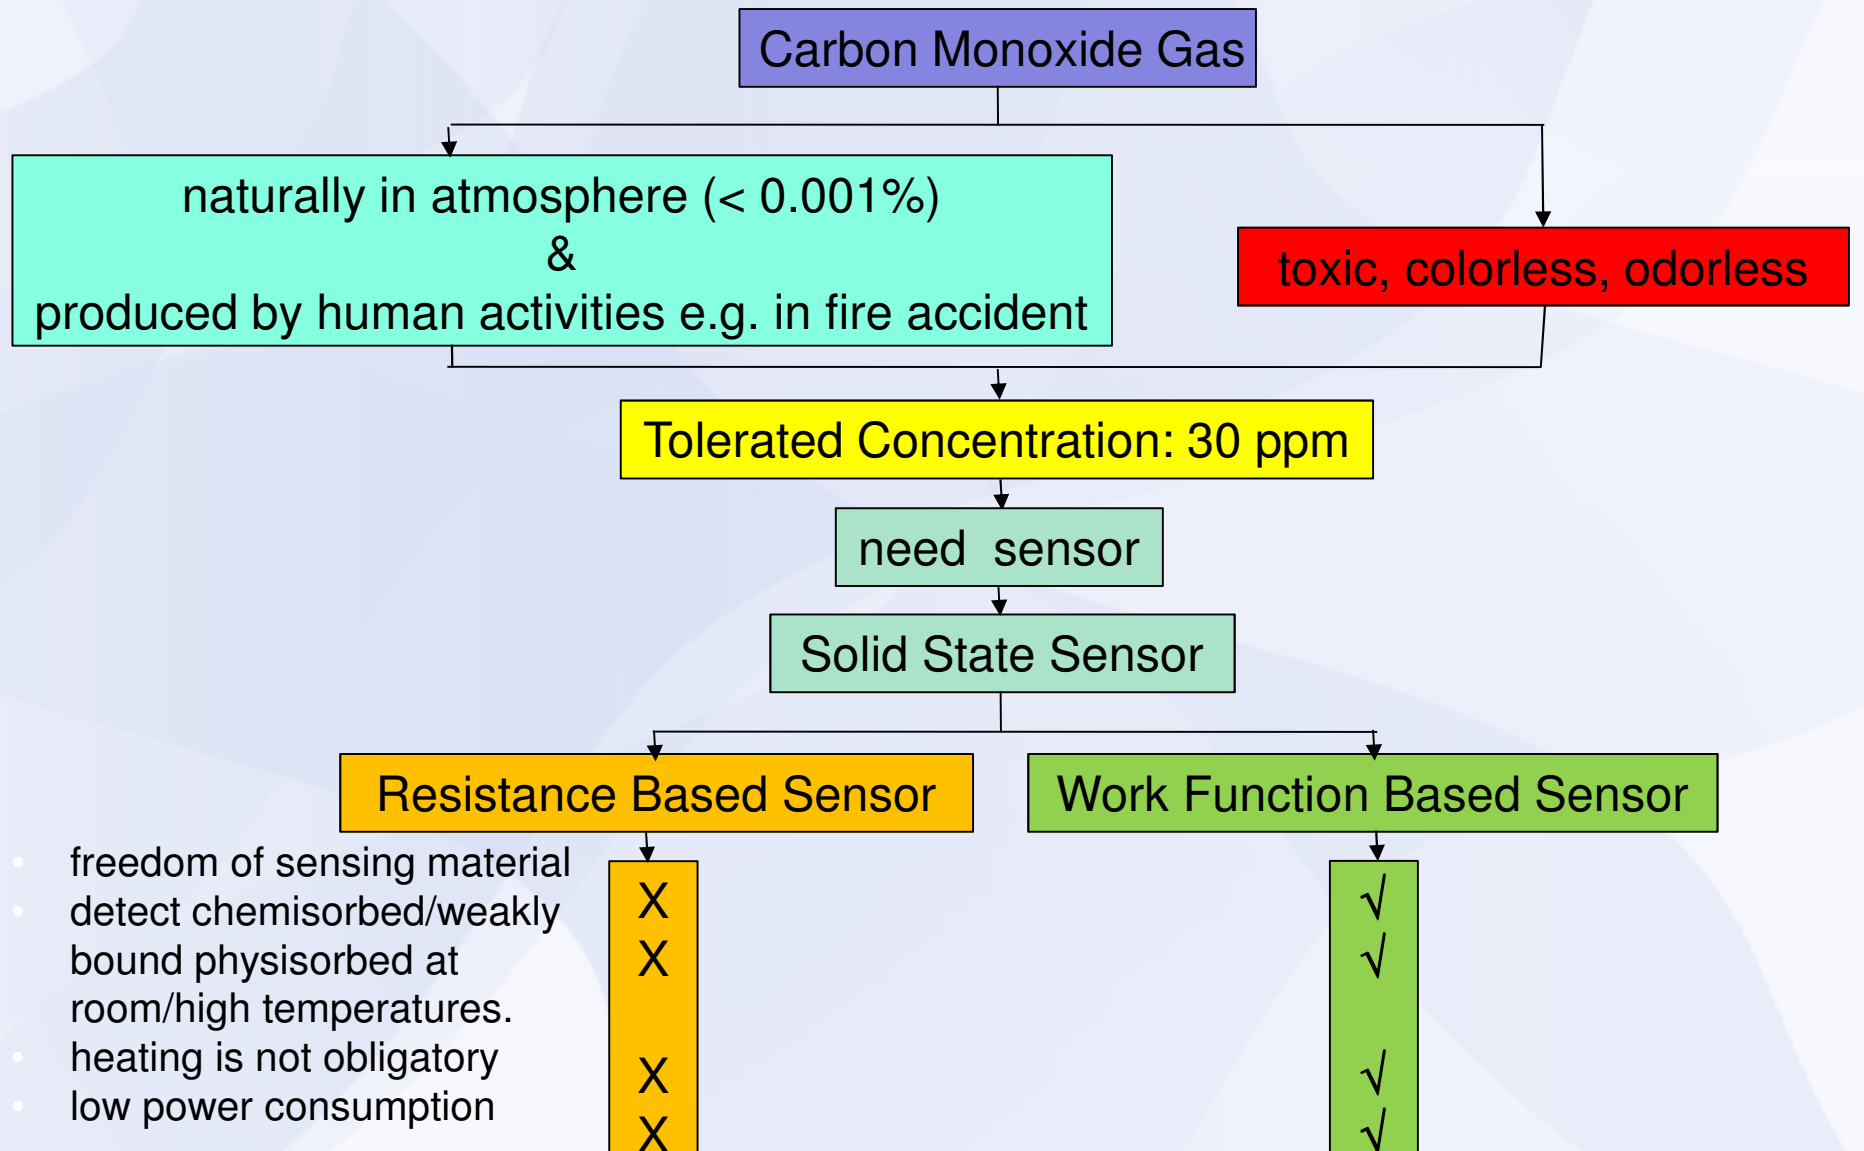 Carbon Monoxide Gas
naturally in atmosphere (< 0.001%)
&
produced by human activities e.g. in fire accident
toxic, colorless, odorless
Tolerated Concentration: 30 ppm
need  sensor
Solid State Sensor
Resistance Based Sensor
Work Function Based Sensor
• freedom of sensing material
• detect chemisorbed/weakly
bound physisorbed at
room/high temperatures.
• heating is not obligatory
• low power consumption
X
X
X
X
√
√
√
√